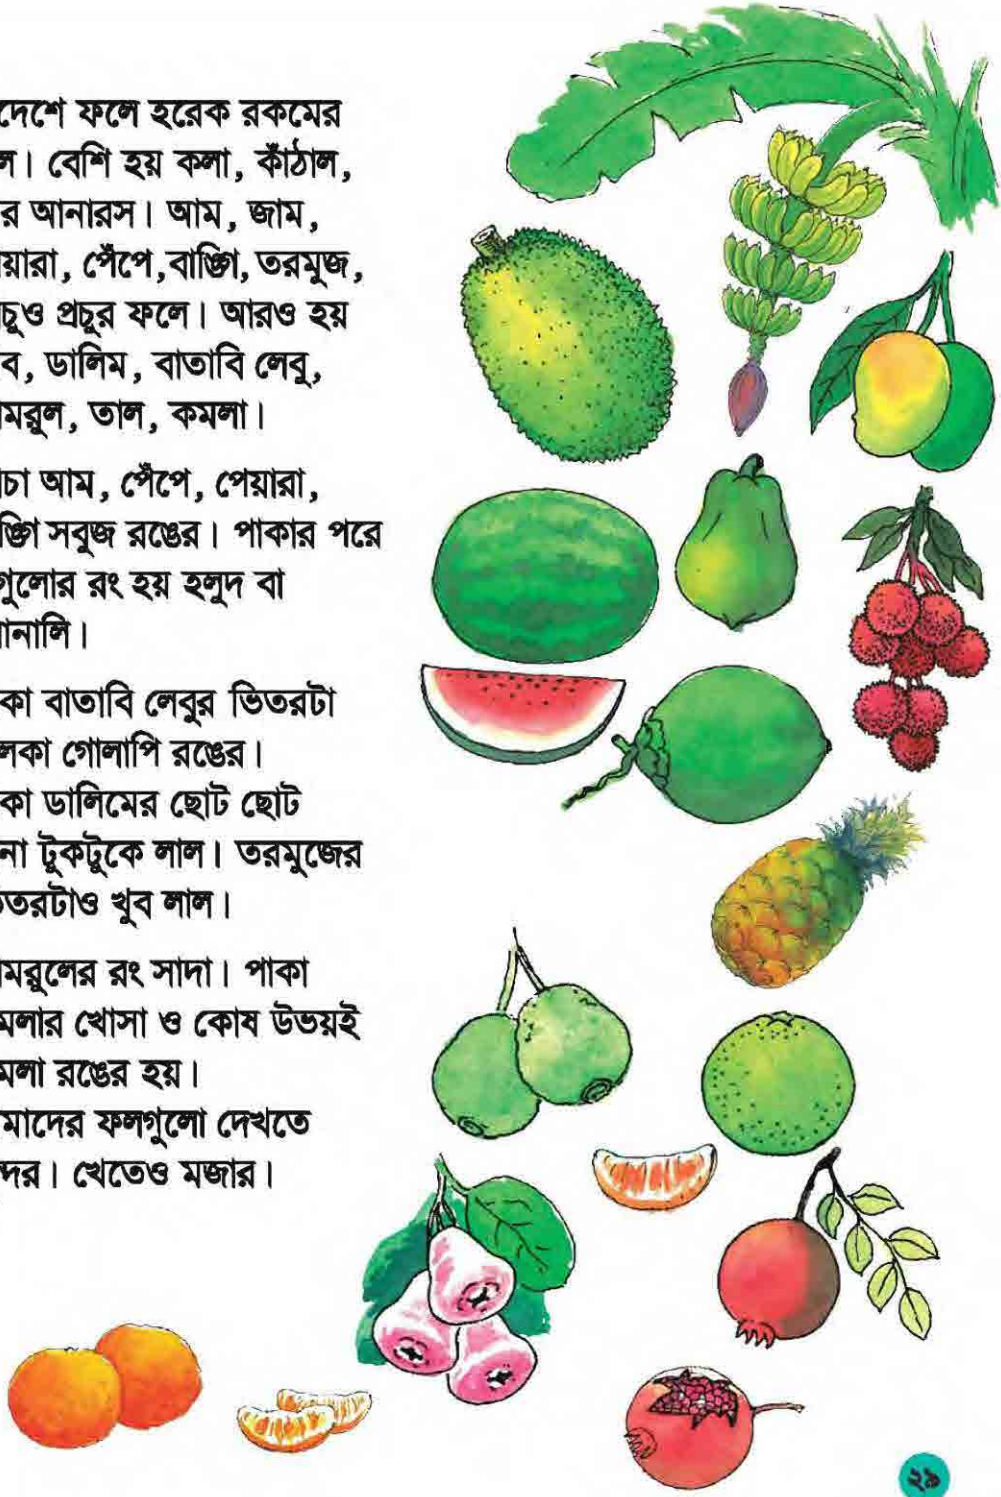 দেশে ফলে হরেক রকমের
ল। বেশি হয় কলা, কাঁঠাল,
র আনারস। আম, জাম,
য়ারা, পেঁপে,বাঙ্গি, তরমুজ,
চুও প্রচুর ফলে। আরও হয়
ব, ডালিম, বাতাবি লেবু,
মরুল, তাল, কমলা।
চা আম, পেঁপে, পেয়ারা,
ঙ্গি সবুজ রঙের। পাকার পরে
গুলোর রং হয় হলুদ বা
নালি।
কা বাতাবি লেবুর ভিতরটা
লকা গোলাপি রঙের।
কা ডালিমের ছোট ছোট
না টুকটুকে লাল। তরমুজের
তরটাও খুব লাল।
মরুলের রং সাদা। পাকা
মলার খোসা ও কোষ উভয়ই
মলা রঙের হয়।
মাদের ফলগুলো দেখতে
ন্দর। খেতেও মজার।
২৯